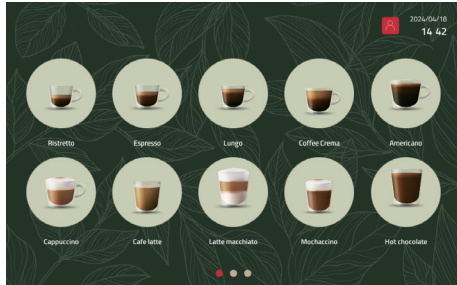 2024/04/18
14 42
Ristretto
Espresso
Lungo
Coffee Crema
Americano
Cappuccino
Cafe latte
Latte macchiato
Mochaccino
Hot chocolate